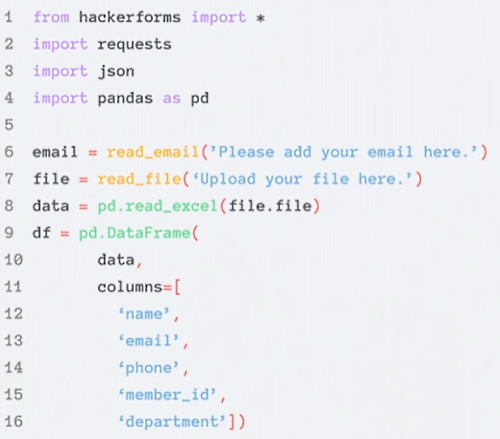 1 from hackerforms import *
2 import requests
3 import json
4 import pandas as pd
5
6 email = read_email(’Please add your email here.’)
7 file = read_file(‘Upload your file here.’)
8 data = pd.read_excel(file.file)
9 df = pd.DataFrame(
10 data,
11 columns=[
12 ‘name’,
13 ‘email’,
14 ‘phone’,
15 ‘member_id’,
16 ‘department’])